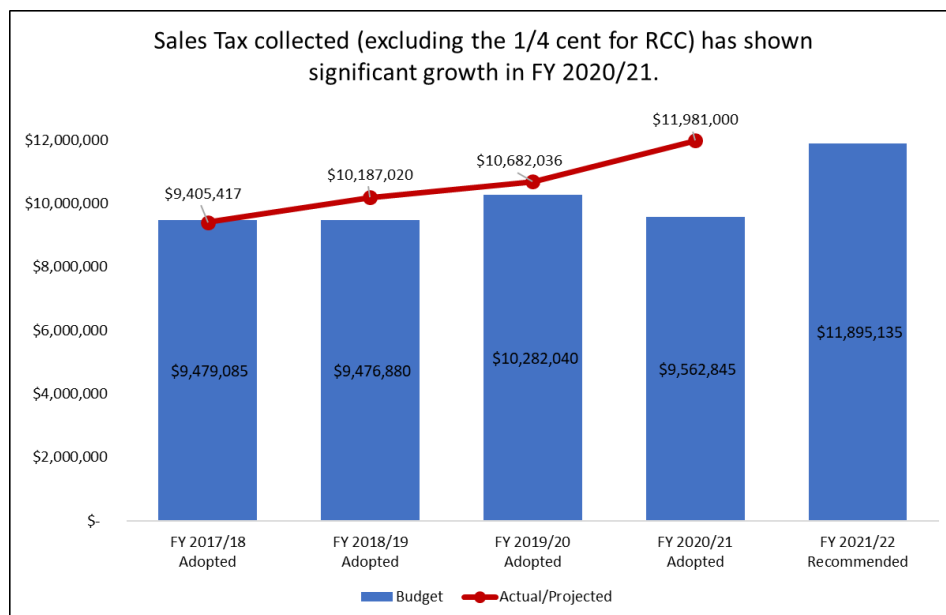 Sales Tax collected (excluding the 1/4 cent for RCC) has shown
significant growth in FY 2020/21.
$12,000,000
$10,000,000
$8,000,000
$6,000,000
$4,000,000
$2,000,000
$-
$9,405,417
$10,187,020
$10,682,036
$11,981,000
$9,479,085
$9,476,880
$10,282,040
$9,562,845
$11,895,135
FY 2017/18
Adopted
FY 2018/19
Adopted
FY 2019/20
Adopted
FY 2020/21
Adopted
FY 2021/22
Recommended
Budget
Actual/Projected